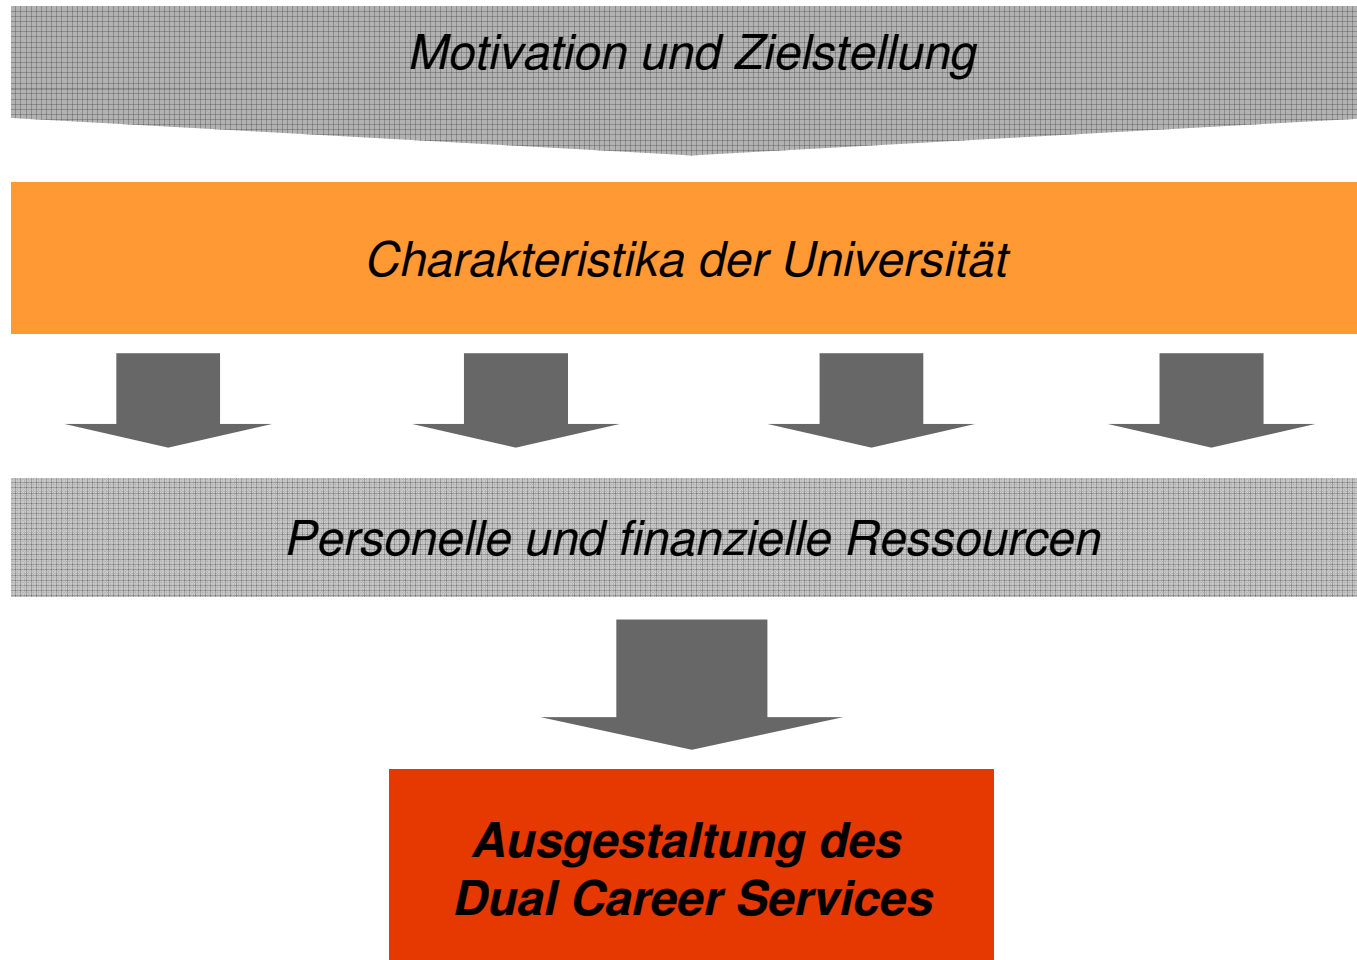 Motivation und Zielstellung
Charakteristika der Universität
Personelle und finanzielle Ressourcen
Ausgestaltung des
Dual Career Services